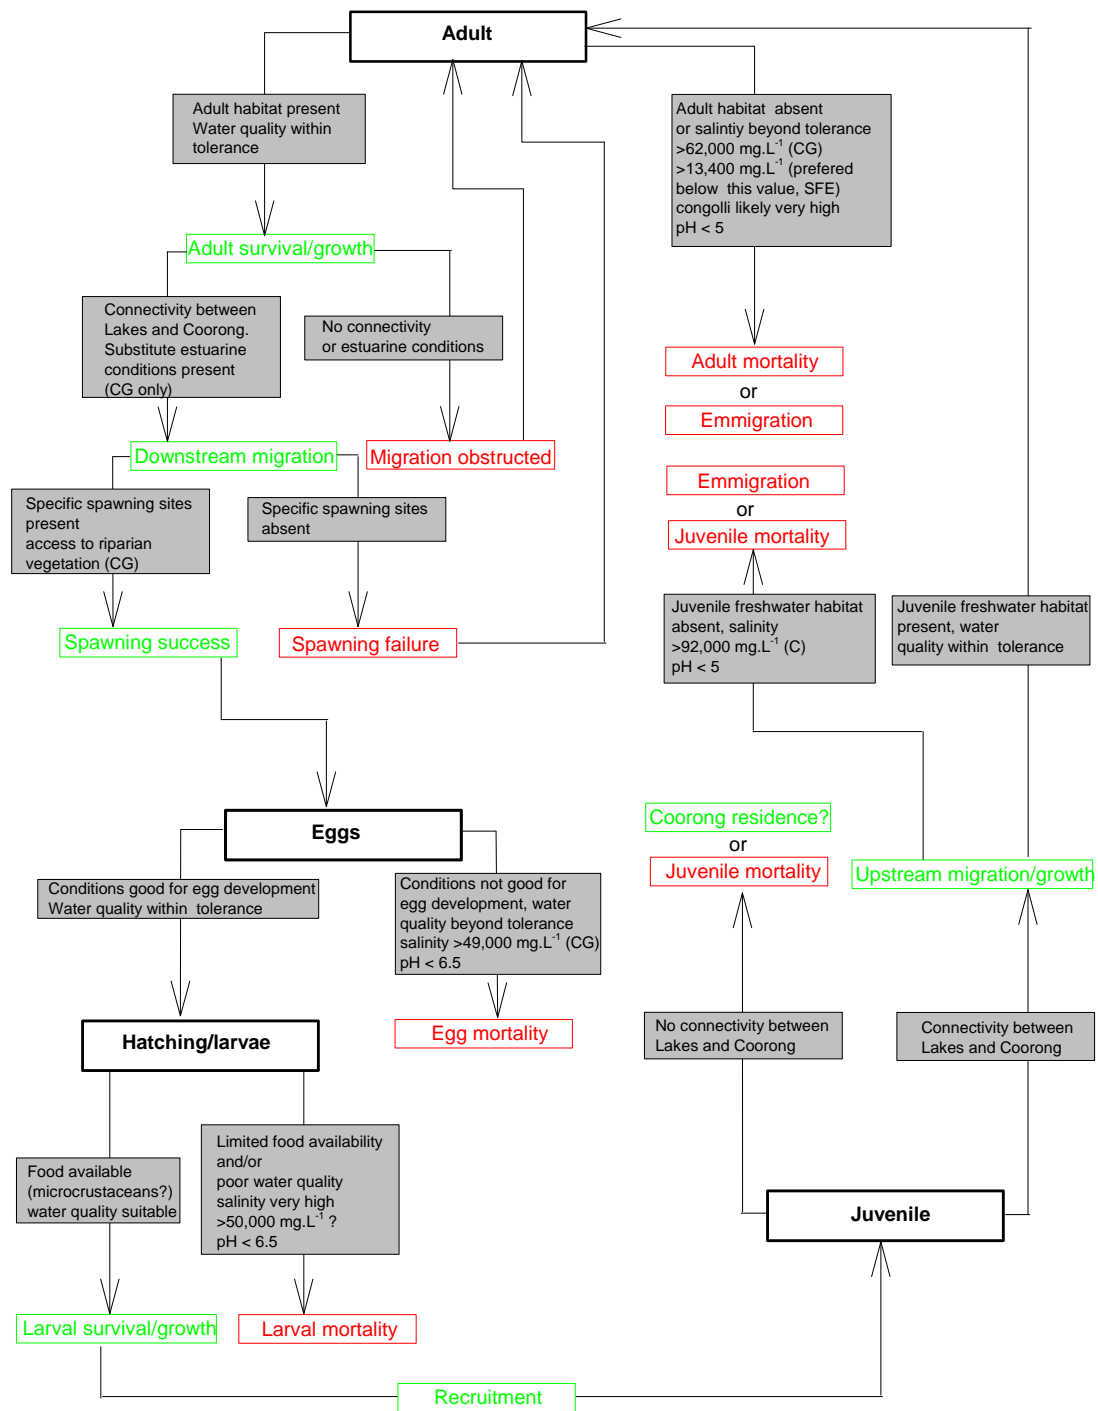 Adult
Adult habitat present
Water quality within
tolerance
Adult habitat  absent
or salintiy beyond tolerance
>62,000 mg.L-1 (CG)
>13,400 mg.L-1 (prefered
below  this value, SFE)
congolli likely very high
pH < 5
Adult survival/growth
Connectivity between
Lakes and Coorong.
Substitute estuarine
conditions present
(CG only)
No connectivity
or estuarine conditions
Adult mortality
or
Emmigration
Downstream migration
Migration obstructed
Emmigration
or
Juvenile mortality
Specific spawning sites
present
access to riparian
vegetation (CG)
Specific spawning sites
absent
Juvenile freshwater habitat
absent, salinity
>92,000 mg.L-1 (C)
pH < 5
Juvenile freshwater habitat
present, water
quality within  tolerance
Spawning success
Spawning failure
Eggs
Coorong residence?
or
Juvenile mortality
Upstream migration/growth
Conditions good for egg development
Water quality within  tolerance
Conditions not good for
egg development, water
quality beyond tolerance
salinity >49,000 mg.L-1 (CG)
pH < 6.5
Hatching/larvae
Egg mortality
No connectivity between
Lakes and Coorong
Connectivity between
Lakes and Coorong
Food available
(microcrustaceans?)
water quality suitable
Limited food availability
and/or
poor water quality
salinity very high
>50,000 mg.L-1 ?
pH < 6.5
Juvenile
Larval survival/growth
Larval mortality
Recruitment